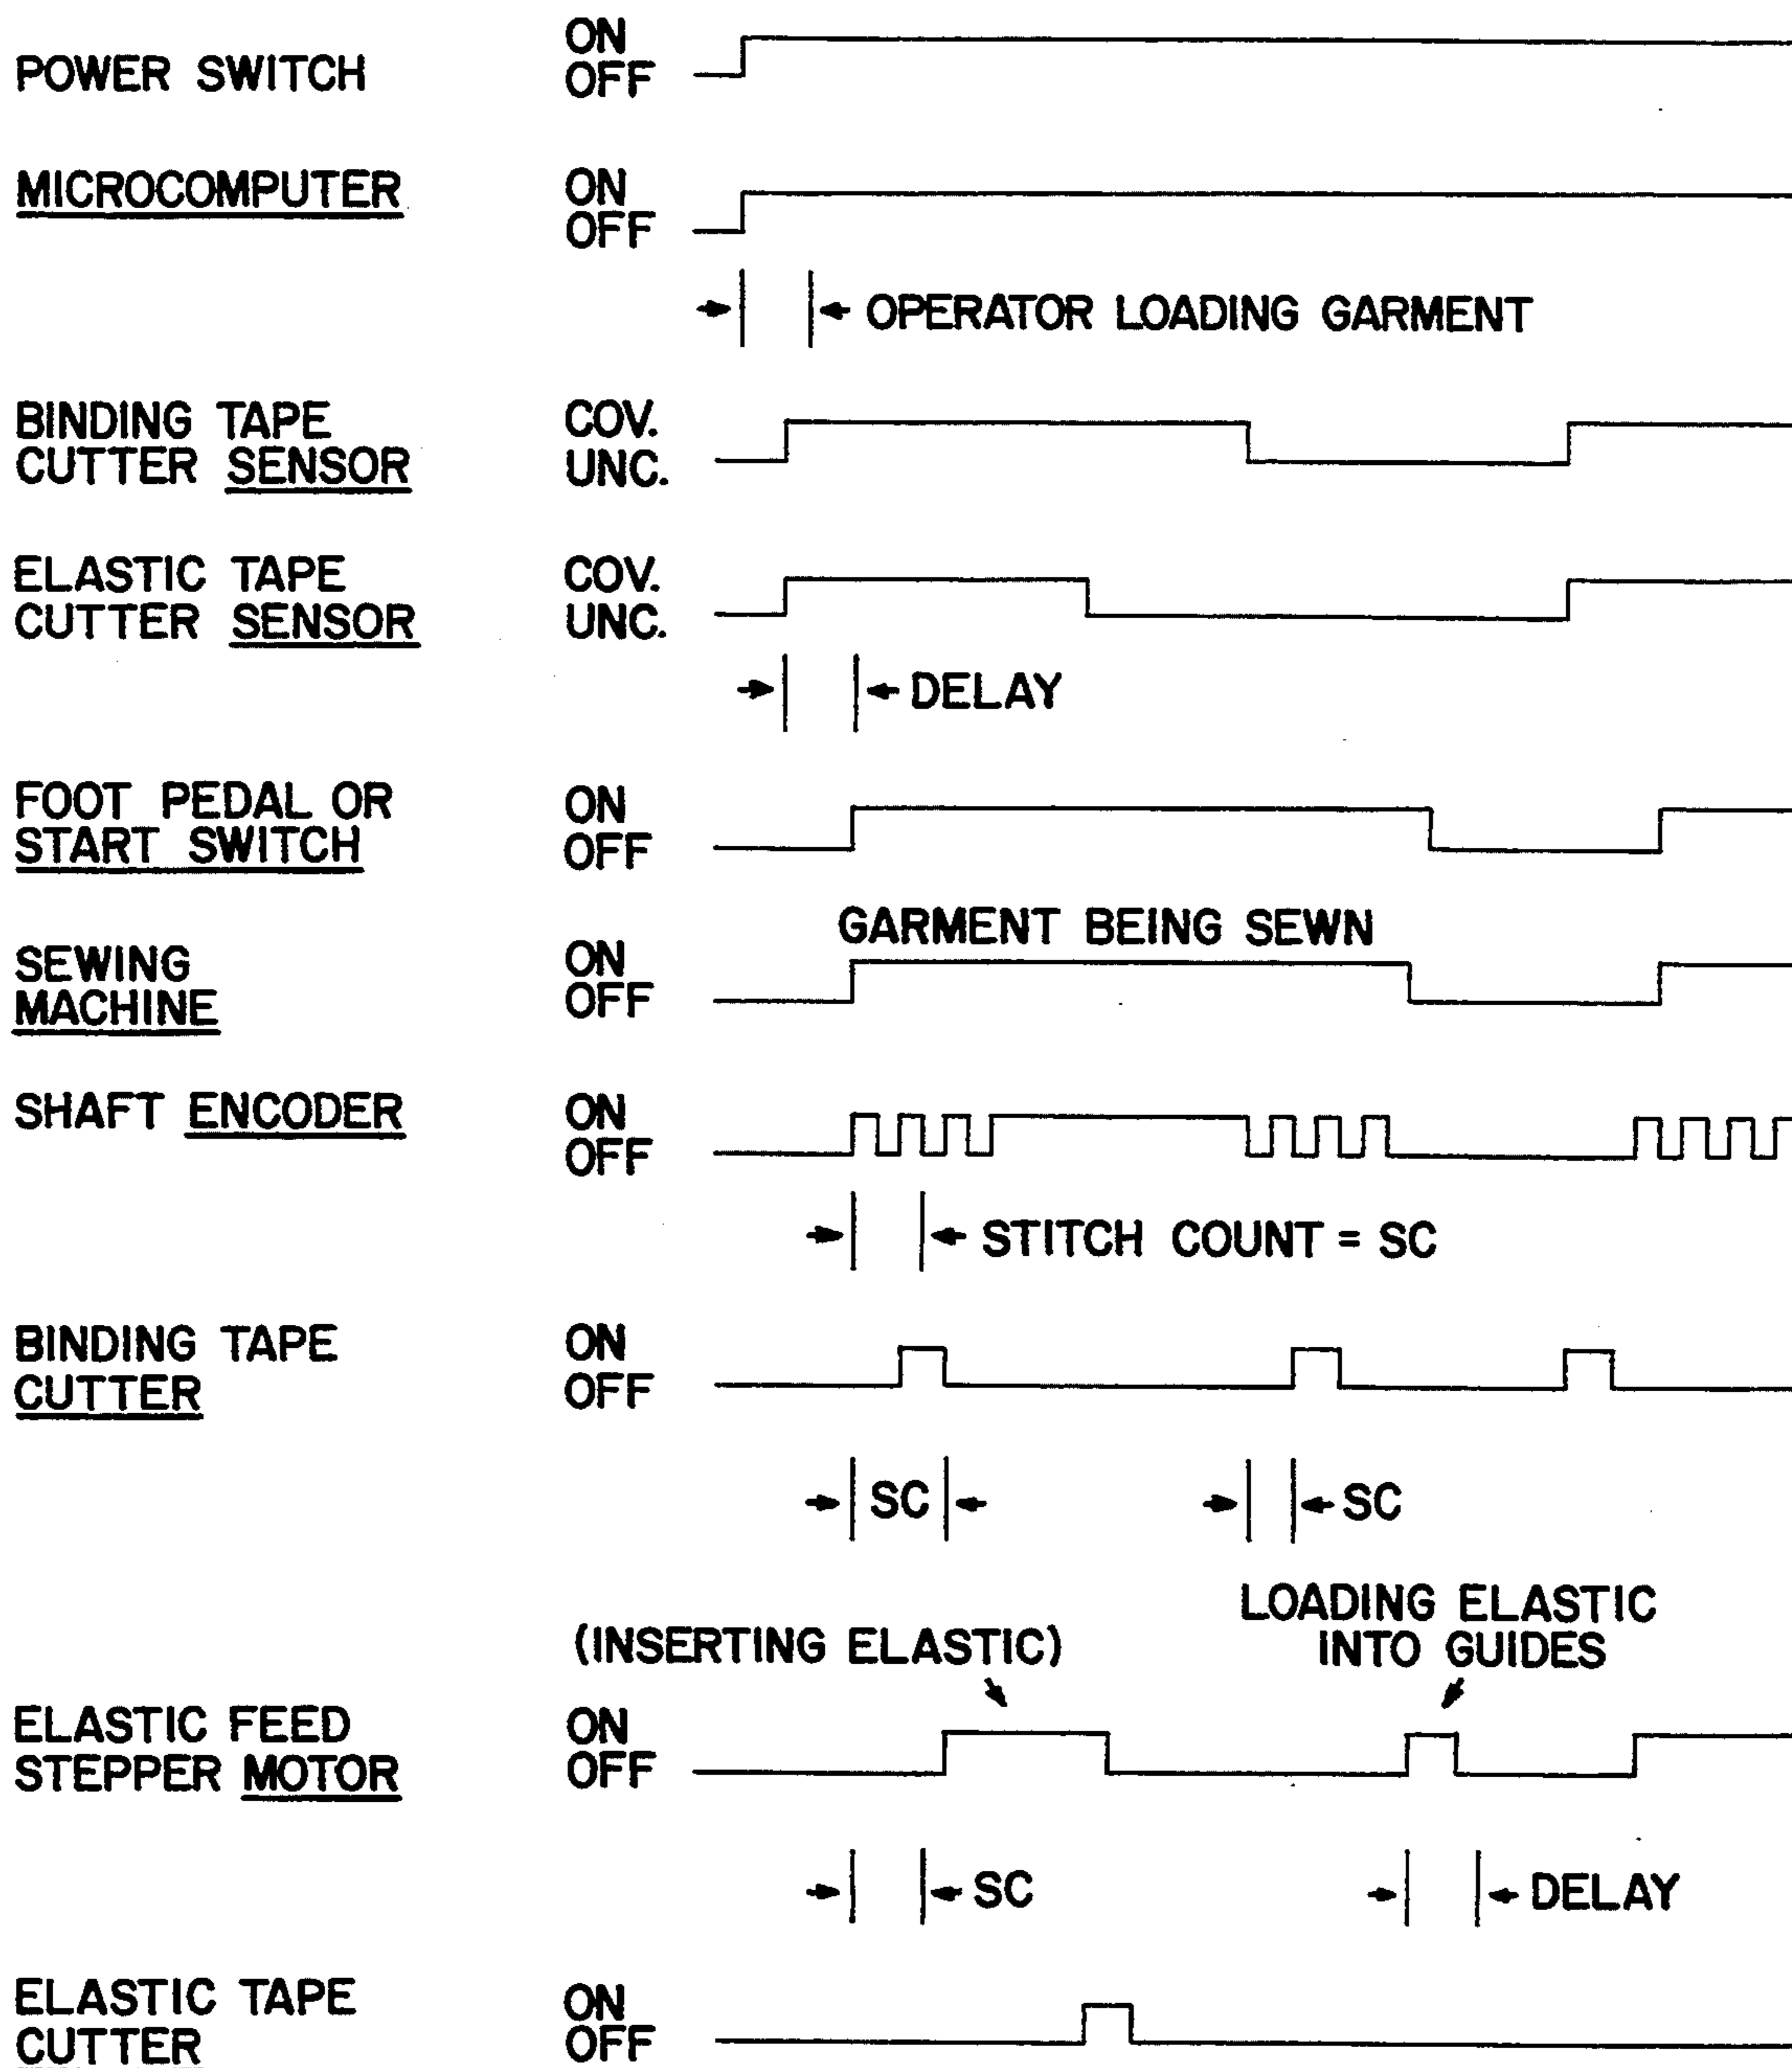 POWER SWITCH
ON
OFF
MICROCOMPUTER
ON
OFF
OPERATOR LOADING GARMENT
BINDING TAPE
CUTTER SENSOR
COV.
UNC.
ELASTIC TAPE
CUTTER SENSOR
COV.
UNC.
DELAY
FOOT PEDAL OR
START SWITCH
ON
OFF
GARMENT BEING SEWN
SEWING
MACHINE
ON
OFF
SHAFT ENCODER
ON
OFF
STITCH COUNT = SC
BINDING TAPE
CUTTER
ON
OFF
SC
SC
(INSERTING ELASTIC)
LOADING ELASTIC
INTO GUIDES
ELASTIC FEED
STEPPER MOTOR
ON
OFF
SC
DELAY
ELASTIC TAPE
CUTTER
ON
OFF